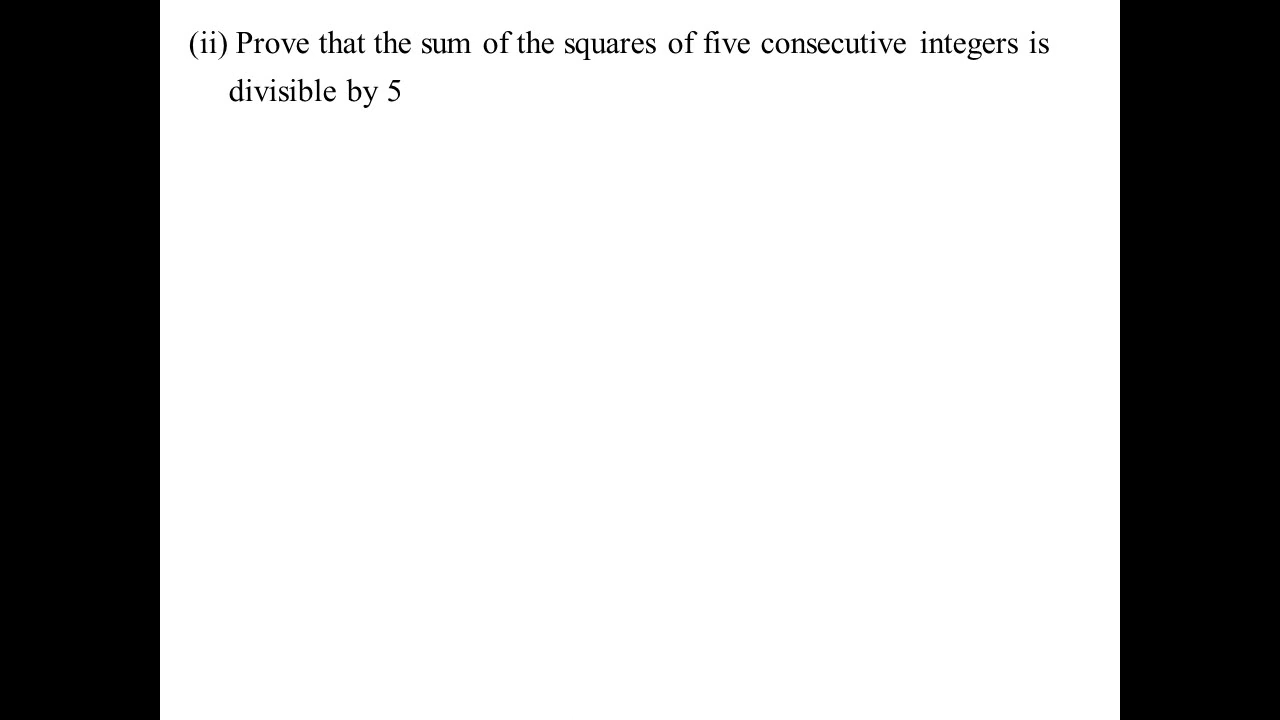 (ii) Prove that the sum of the squares of five consecutive integers is
divisible by 5